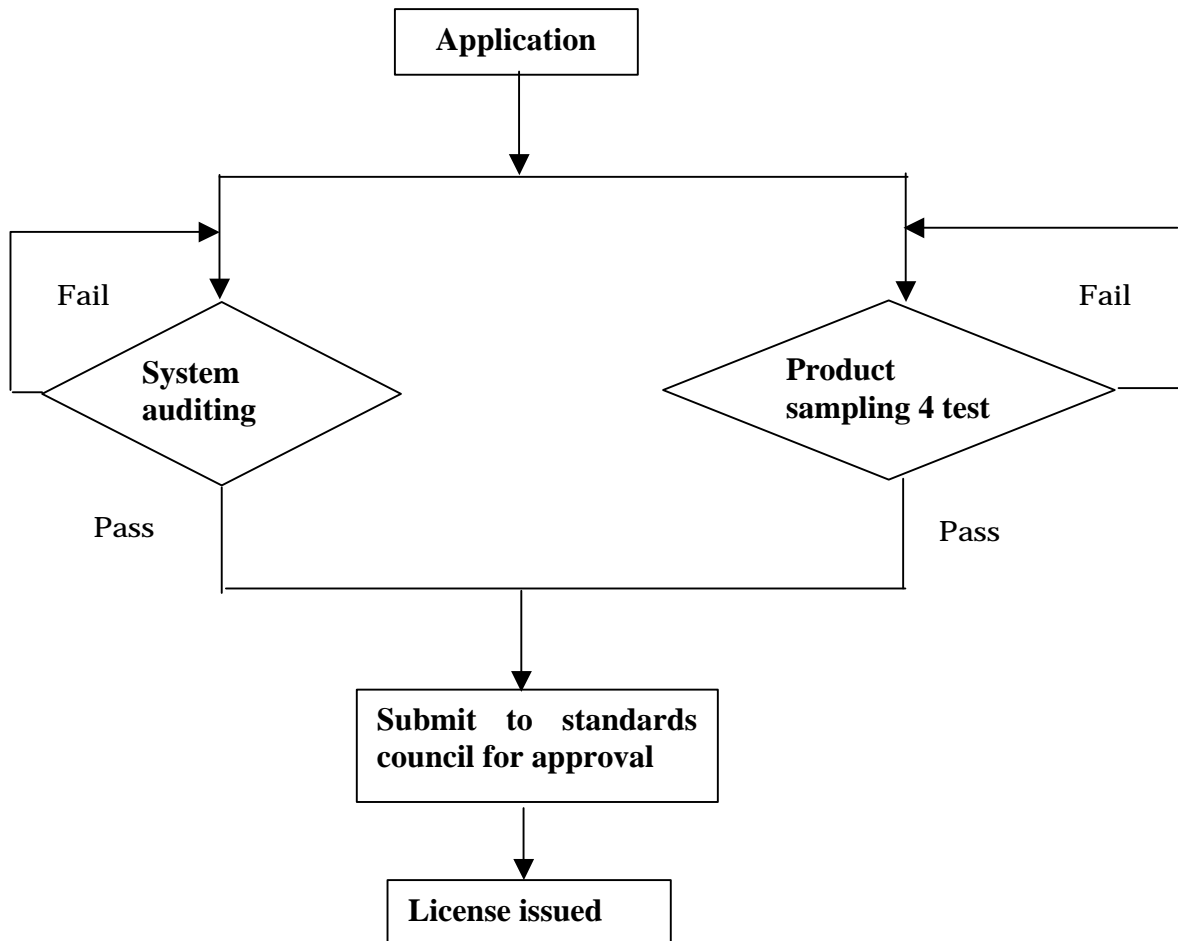 Application
Fail
Fail
System
auditing
Product
sampling 4 test
Pass
Pass
Submit to standards
council for approval
License issued